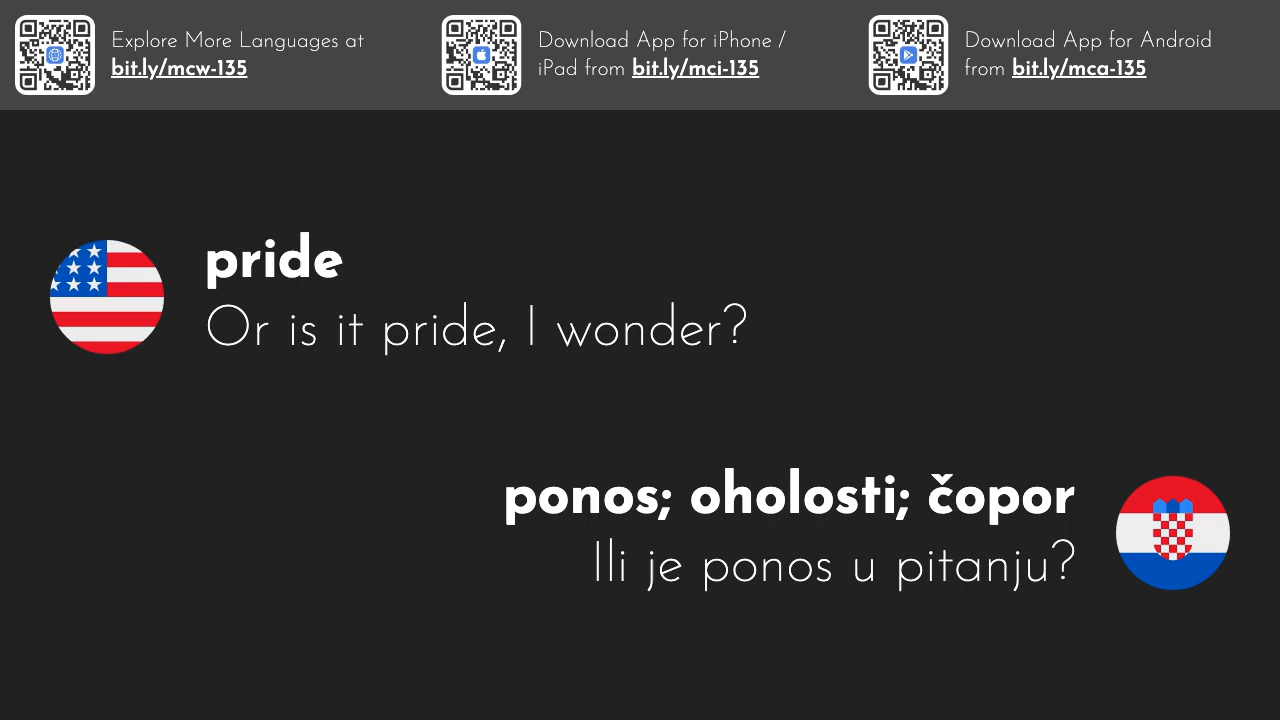 Explore More Languages at
bit.ly/mcw-135
Download App for iPhone /
iPad from bit.ly/mci-135
Download App for Android
from bit.ly/mca-135
pride
Or is it pride, I wonder?
ponos; oholosti; čopor
Ili je ponos u pitanju?